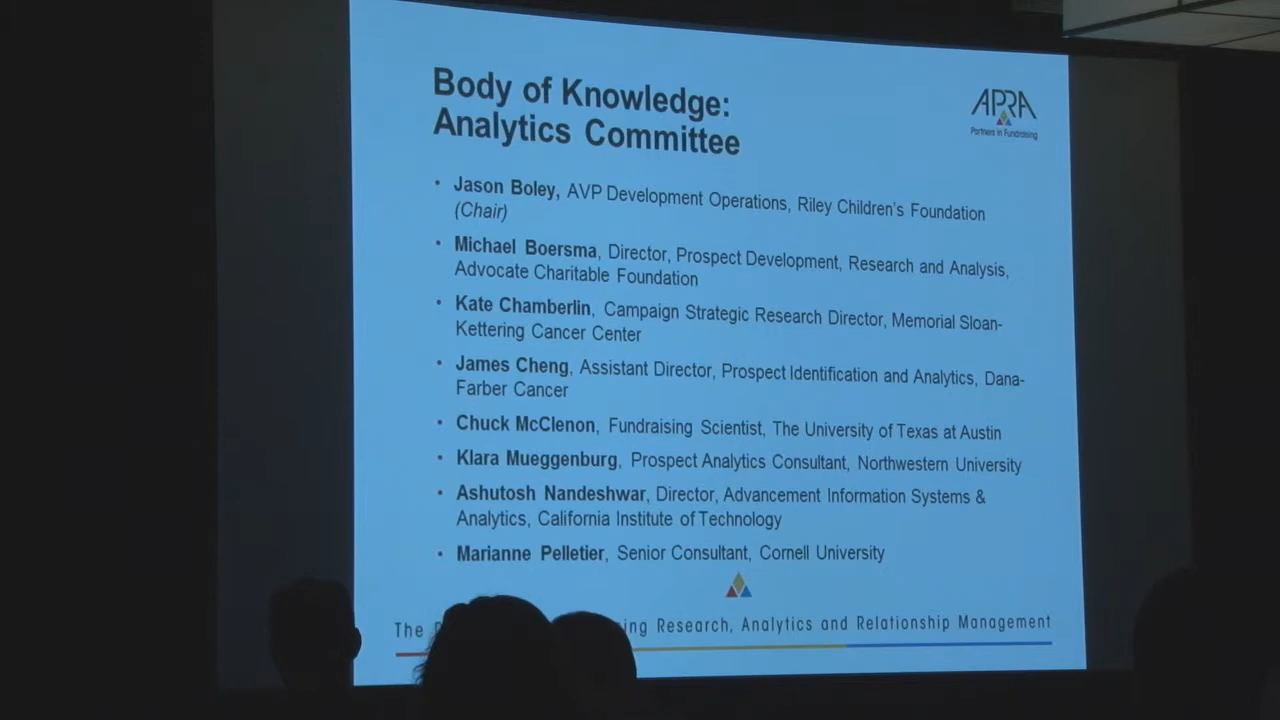 Body of Knowledge:
Analytics Committee
APRA
Partners in Fundraising
• Jason Boley, AVP Development Operations, Riley Children's Foundation
(Chair)
• Michael Boersma, Director, Prospect Development, Research and Analysis,
Advocate Charitable Foundation
• Kate Chamberlin, Campaign Strategic Research Director, Memorial Sloan-
Kettering Cancer Center
• James Cheng, Assistant Director, Prospect Identification and Analytics, Dana-
Farber Cancer
• Chuck McClenon, Fundraising Scientist, The University of Texas at Austin
• Klara Mueggenburg, Prospect Analytics Consultant, Northwestern University
• Ashutosh Nandeshwar, Director, Advancement Information Systems &
Analytics, California Institute of Technology
• Marianne Pelletier, Senior Consultant, Cornell University
The Research, Analytics and Relationship Management